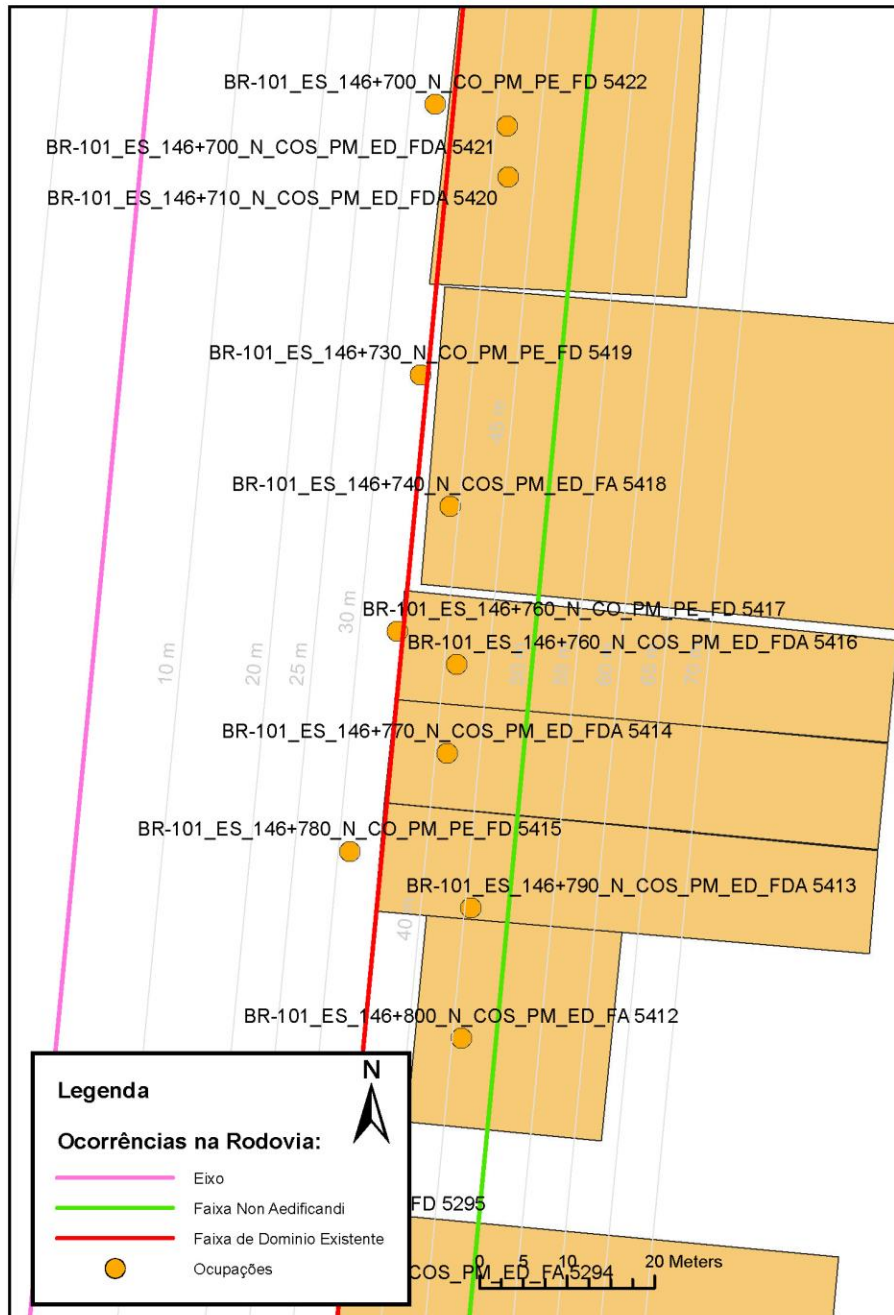 BR-101_ES_146+700_N_CO_PM_PE_FD 5422
BR-101_ES_146+700_N_COS_PM_ED_FDA 5421
BR-101_ES_146+710_N_COS_PM_ED_FDA 5420
BR-101_ES_146+730_N_CO_PM_PE_FD 5419
45 m
BR-101_ES_146+740_N_COS_PM_ED_FA 5418
30 m
BR-101_ES_146+760_N_CO_PM_PE_FD 5417
BR-101_ES_146+760_N_COS_PM_ED_FDA 5416
10 m
20 m
25 m
70 m
BR-101_ES_146+770_N_COS_PM_ED_FDA 5414
BR-101_ES_146+780_N_CO_PM_PE_FD 5415
BR-101_ES_146+790_N_COS_PM_ED_FDA 5413
40 m
BR-101_ES_146+800_N_COS_PM_ED_FA 5412
N
Legenda
Ocorrências na Rodovia:
Eixo
Faixa Non Aedificandi
Faixa de Dominio Existente
Ocupações
FD 5295
0 5 10 20 Meters
COS_PM_ED_FA 5294